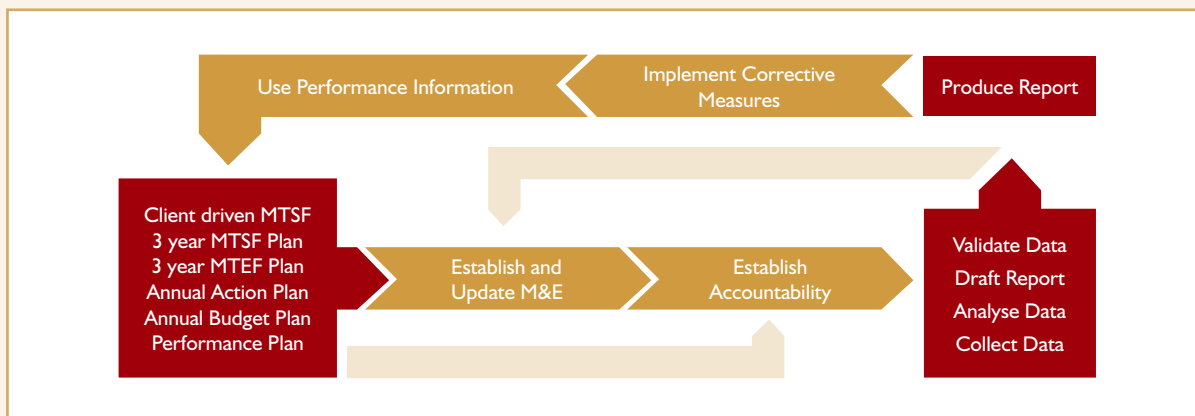 Use Performance Information
Implement Corrective
Measures
Produce Report
Client driven MTSF
3 year MTSF Plan
3 year MTEF Plan
Annual Action Plan
Annual Budget Plan
Performance Plan
Establish and
Update M&E
Establish
Accountability
Validate Data
Draft Report
Analyse Data
Collect Data